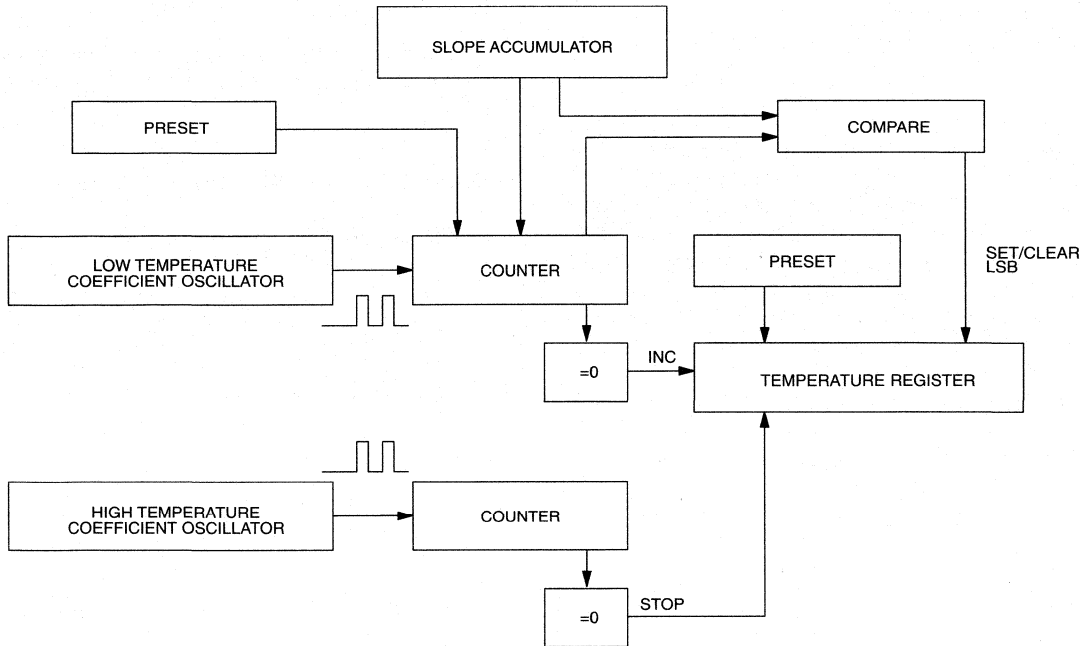 SLOPE ACCUMULATOR
PRESET
COMPARE
LOW TEMPERATURE
COEFFICIENT OSCILLATOR
COUNTER
PRESET
SET/CLEAR
LSB
=0
INC
TEMPERATURE REGISTER
HIGH TEMPERATURE
COEFFICIENT OSCILLATOR
COUNTER
=0
STOP